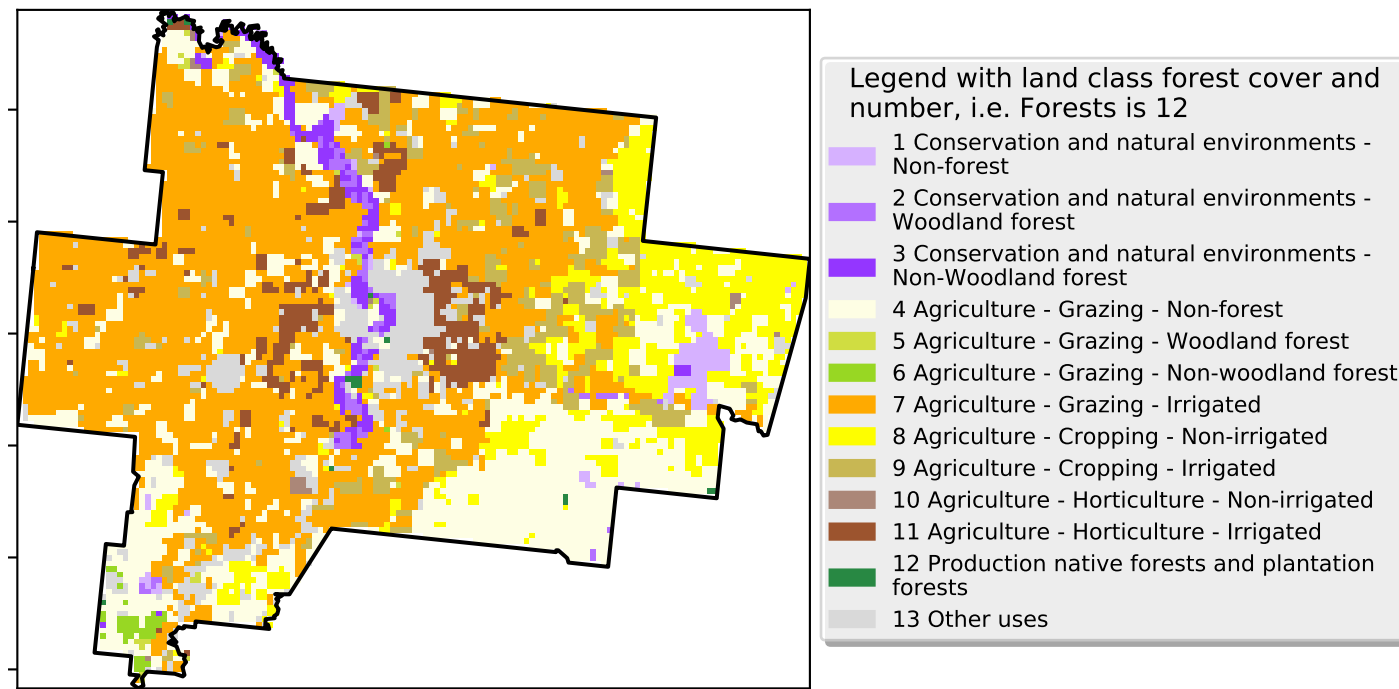 Legend with land class forest cover and
number, i.e. Forests is 12
1 Conservation and natural environments -
Non-forest
2 Conservation and natural environments -
Woodland forest
3 Conservation and natural environments -
Non-Woodland forest
4 Agriculture - Grazing - Non-forest
5 Agriculture - Grazing - Woodland forest
6 Agriculture - Grazing - Non-woodland forest
7 Agriculture - Grazing - Irrigated
8 Agriculture - Cropping - Non-irrigated
9 Agriculture - Cropping - Irrigated
10 Agriculture - Horticulture - Non-irrigated
11 Agriculture - Horticulture - Irrigated
12 Production native forests and plantation
forests
13 Other uses